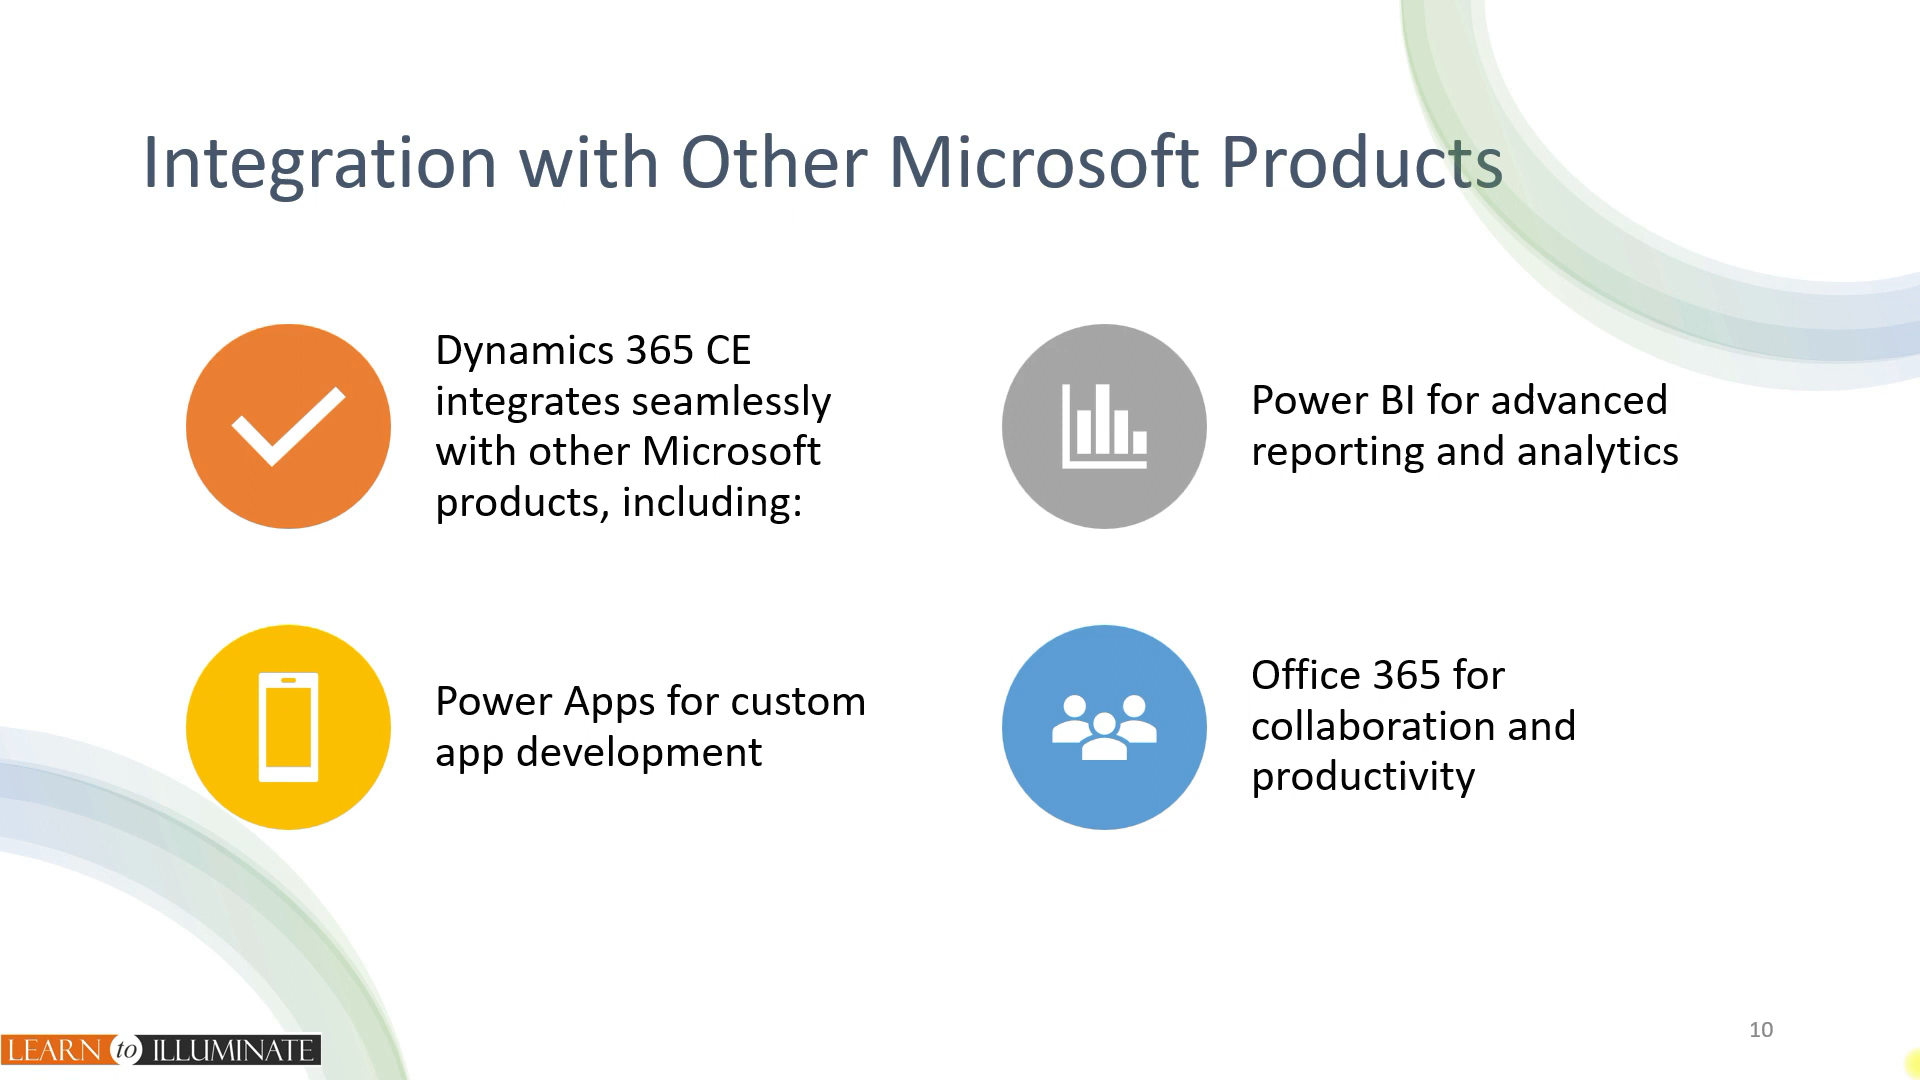 Integration with Other Microsoft Products
Dynamics 365 CE
integrates seamlessly
with other Microsoft
products, including:
Power BI for advanced
reporting and analytics
Power Apps for custom
app development
Office 365 for
collaboration and
productivity
LEARN to ILLUMINATE
10